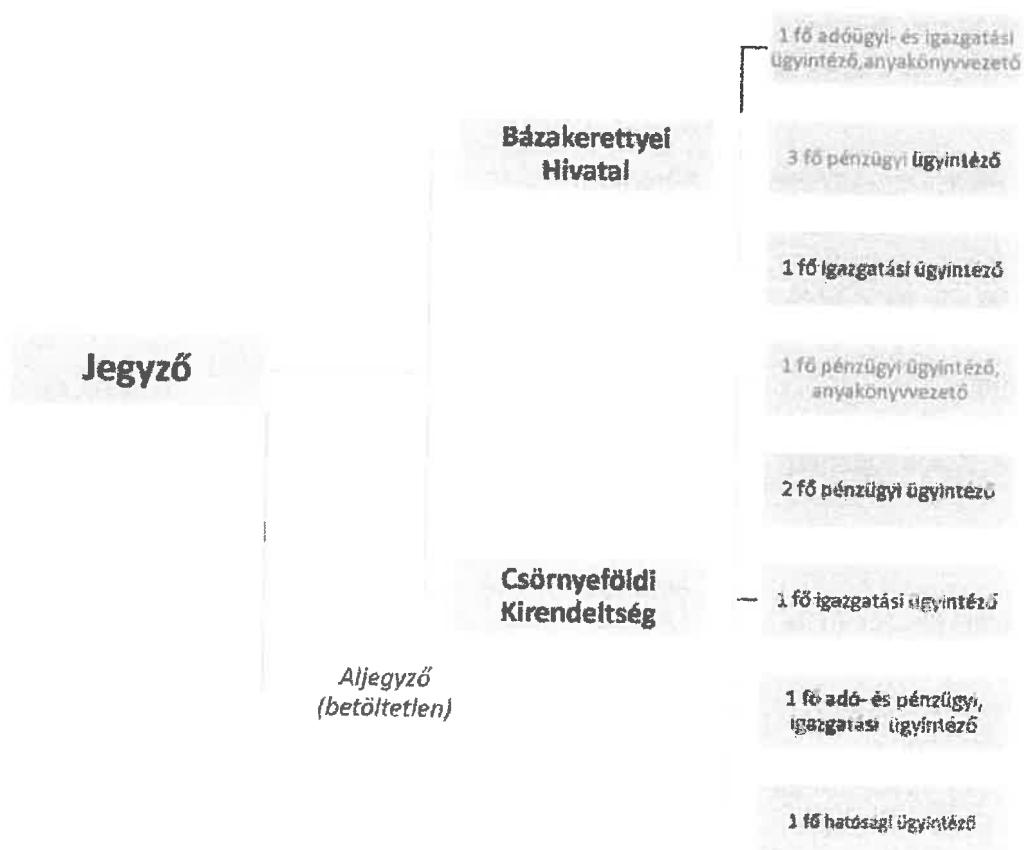 1 fő adóügyi- és igazgatási
ügyintéző,anyakönyvvezető
Bázakerettyei
Hivatal
3 fő pénzügyi ügyintéző
1 fő igazgatási ügyintéző
Jegyző
1 fő pénzügyi ügyintéző,
anyakönyvvezető
2 fő pénzügyi ügyintéző
Csörnyeföldi
Kirendeltség
1 fő igazgatási ügyintéző
Aljegyző
(betöltetlen)
1 fő adó- és pénzügyi,
igazgatási ügyintéző
1 fő hatósági ügyintéző